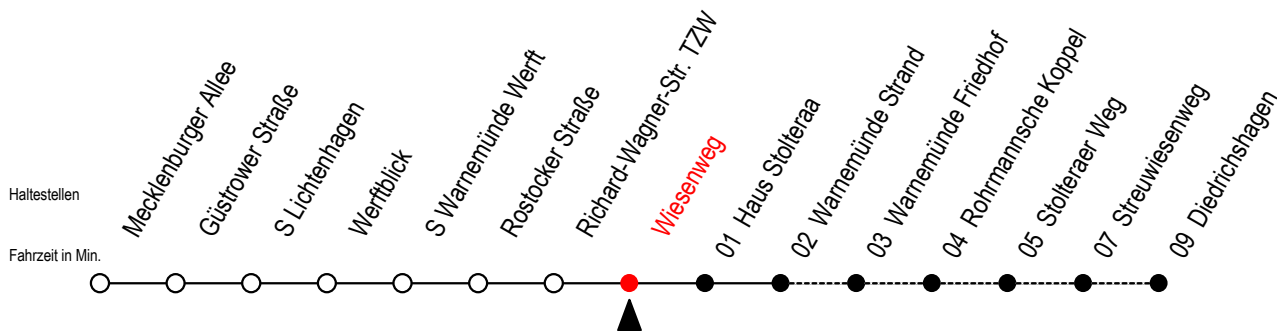 Haltestellen
Mecklenburger Allee
Güstrower Straße
S Lichtenhagen
Werftblick
S Warnemünde Werft
Rostocker Straße
Richard-Wagner-Str. TZW
Wiesenweg
01 Haus Stolteraa
02 Warnemünde Strand
03 Warnemünde Friedhof
04 Rohrmannsche Koppel
05 Stolteraer Weg
07 Streuwiesenweg
09 Diedrichshagen
Fahrzeit in Min.